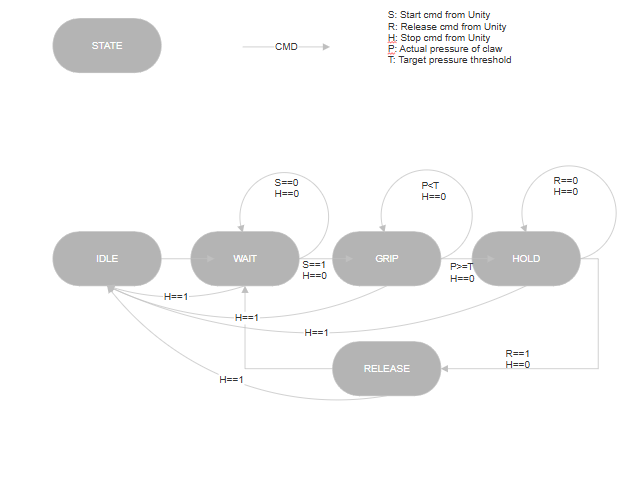 STATE
CMD
S: Start cmd from Unity
R: Release cmd from Unity
H: Stop cmd from Unity
P: Actual pressure of claw
T: Target pressure threshold
S==0
H==0
P<T
H==0
R==0
H==0
IDLE
WAIT
GRIP
HOLD
S==1
H==0
P>=T
H==0
H==1
H==1
H==1
RELEASE
R==1
H==0
H==1